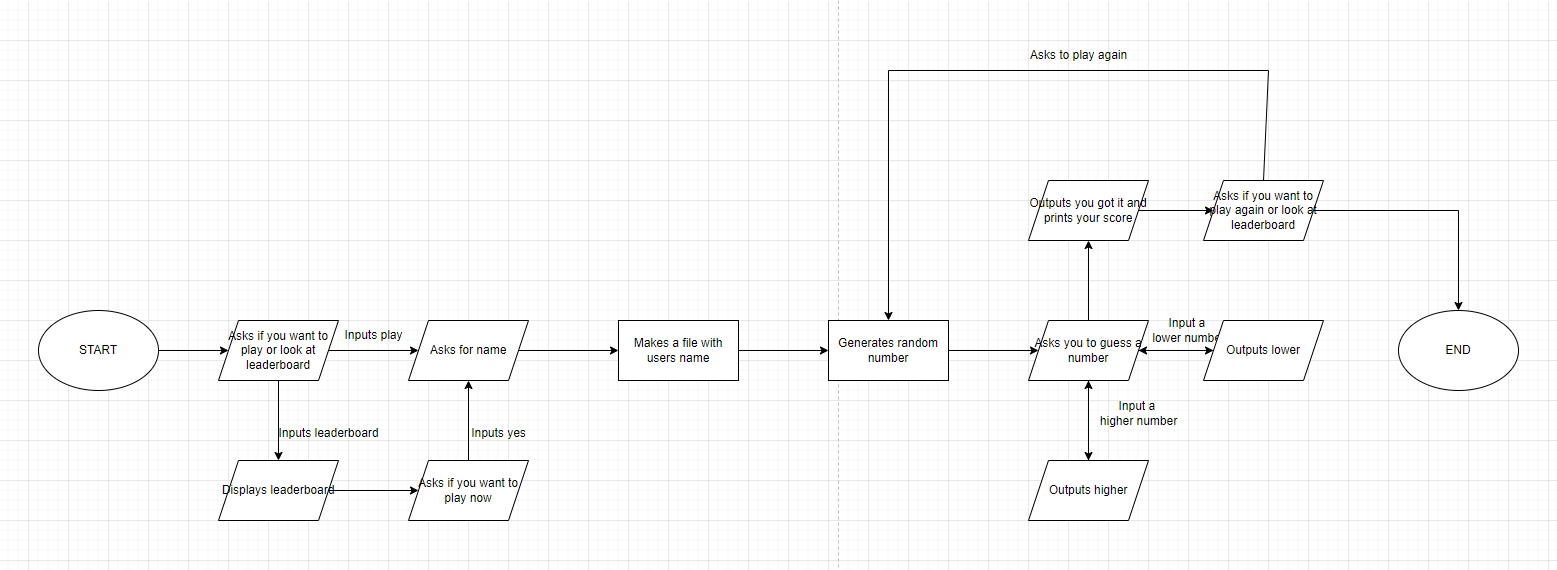 Asks to play again
Outputs you got it and
prints your score
Asks if you want to
play again or look at
leaderboard
START
Asks if you want to
play or look at
leaderboard
Inputs play
Asks for name
Makes a file with
users name
Generates random
number
Asks you to guess a
number
Input a
lower numbe
Outputs lower
END
Inputs leaderboard
Inputs yes
Input a
higher number
Displays leaderboard
Asks if you want to
play now
Outputs higher